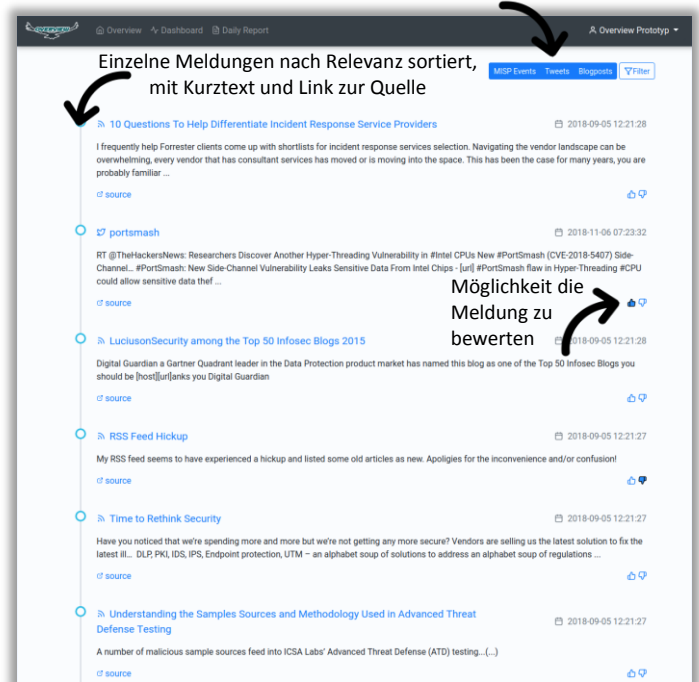 OVERVIEW
Overview Dashboard Daily Report
Overview Prototyp
Einzelne Meldungen nach Relevanz sortiert,
mit Kurztext und Link zur Quelle
MISP Events Tweets Blogposts Filter
10 Questions To Help Differentiate Incident Response Service Providers
2018-09-05 12:21:28
I frequently help Forrester clients come up with shortlists for incident response services selection. Navigating the vendor landscape can be
overwhelming, every vendor that has consultant services has moved or is moving into the space. This has been the case for many years, you are
probably familiar ...
source
portsmash
2018-11-06 07:23:32
RT @TheHackersNews: Researchers Discover Another Hyper-Threading Vulnerability in #Intel CPUs New #PortSmash (CVE-2018-5407) Side-
Channel... #PortSmash: New Side-Channel Vulnerability Leaks Sensitive Data From Intel Chips - [url] #PortSmash flaw in Hyper-Threading #CPU
could allow sensitive data thef ...
source
Möglichkeit die
Meldung zu
bewerten
LuciusonSecurity among the Top 50 Infosec Blogs 2015
2018-09-05 12:21:28
Digital Guardian a Gartner Quadrant leader in the Data Protection product market has named this blog as one of the Top 50 Infosec Blogs you
should be [host][url]anks you Digital Guardian
source
RSS Feed Hickup
2018-09-05 12:21:27
My RSS feed seems to have experienced a hickup and listed some old articles as new. Apoligies for the inconvenience and/or confusion!
source
Time to Rethink Security
2018-09-05 12:21:27
Have you noticed that we're spending more and more but we're not getting any more secure? Vendors are selling us the latest solution to fix the
latest ill... DLP, PKI, IDS, IPS, Endpoint protection, UTM – an alphabet soup of solutions to address an alphabet soup of regulations ...
source
Understanding the Samples Sources and Methodology Used in Advanced Threat
Defense Testing
2018-09-05 12:21:27
A number of malicious sample sources feed into ICSA Labs' Advanced Threat Defense (ATD) testing...(...)
source